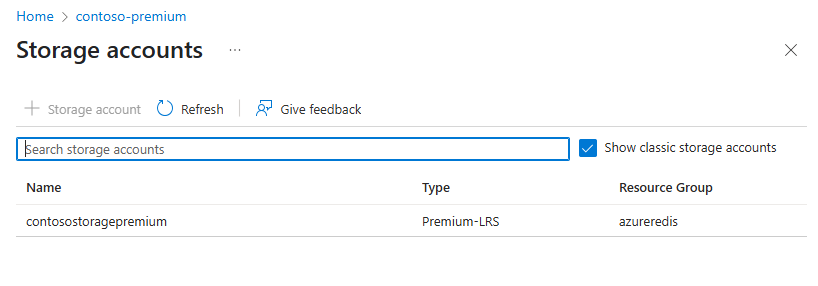 Home > contoso-premium
Storage accounts ...
+ Storage account Refresh Give feedback
Search storage accounts Show classic storage accounts
Name Type Resource Group
contosostoragepremium Premium-LRS azureredis